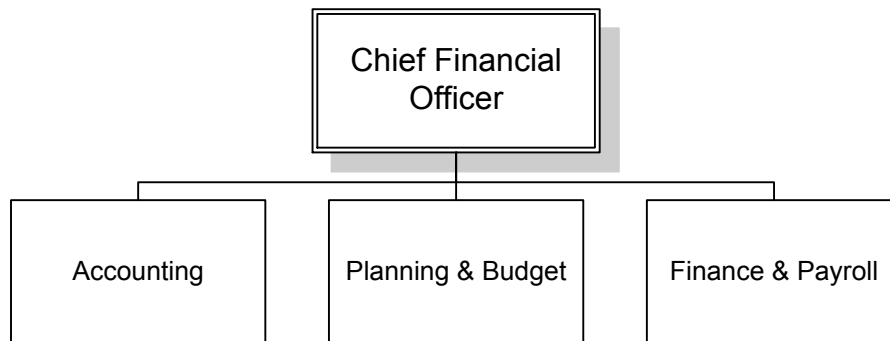 Chief Financial
Officer
Accounting
Planning & Budget
Finance & Payroll